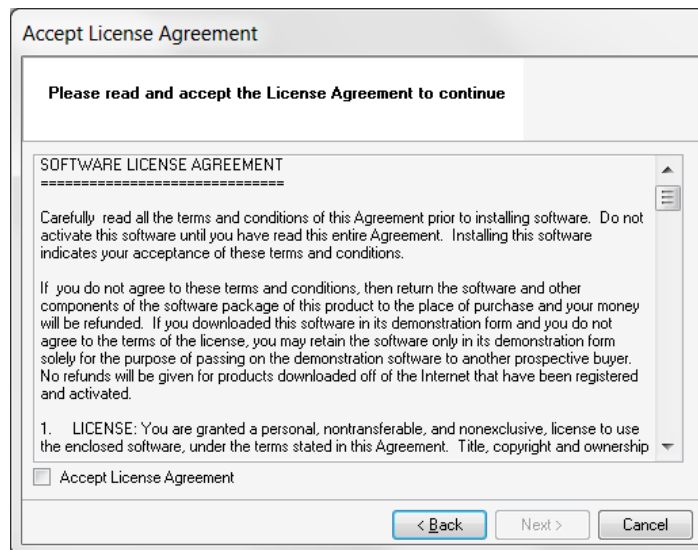 Accept License Agreement
Please read and accept the License Agreement to continue
SOFTWARE LICENSE AGREEMENT
==============================
Carefully  read all the terms and conditions of this Agreement prior to installing software.  Do not
activate this software until you have read this entire Agreement.  Installing this software
indicates your acceptance of these terms and conditions.
If  you do not agree to these terms and conditions, then return the software and other
components of the software package of this product to the place of purchase and your money
will be refunded.  If you downloaded this software in its demonstration form and you do not
agree to the terms of the license, you may retain the software only in its demonstration form
solely for the purpose of passing on the demonstration software to another prospective buyer.
No refunds will be given for products downloaded off of the Internet that have been registered
and activated.
1.    LICENSE: You are granted a personal, nontransferable, and nonexclusive, license to use
the enclosed software, under the terms stated in this Agreement.  Title, copyright and ownership
Accept License Agreement
< Back
Next >
Cancel